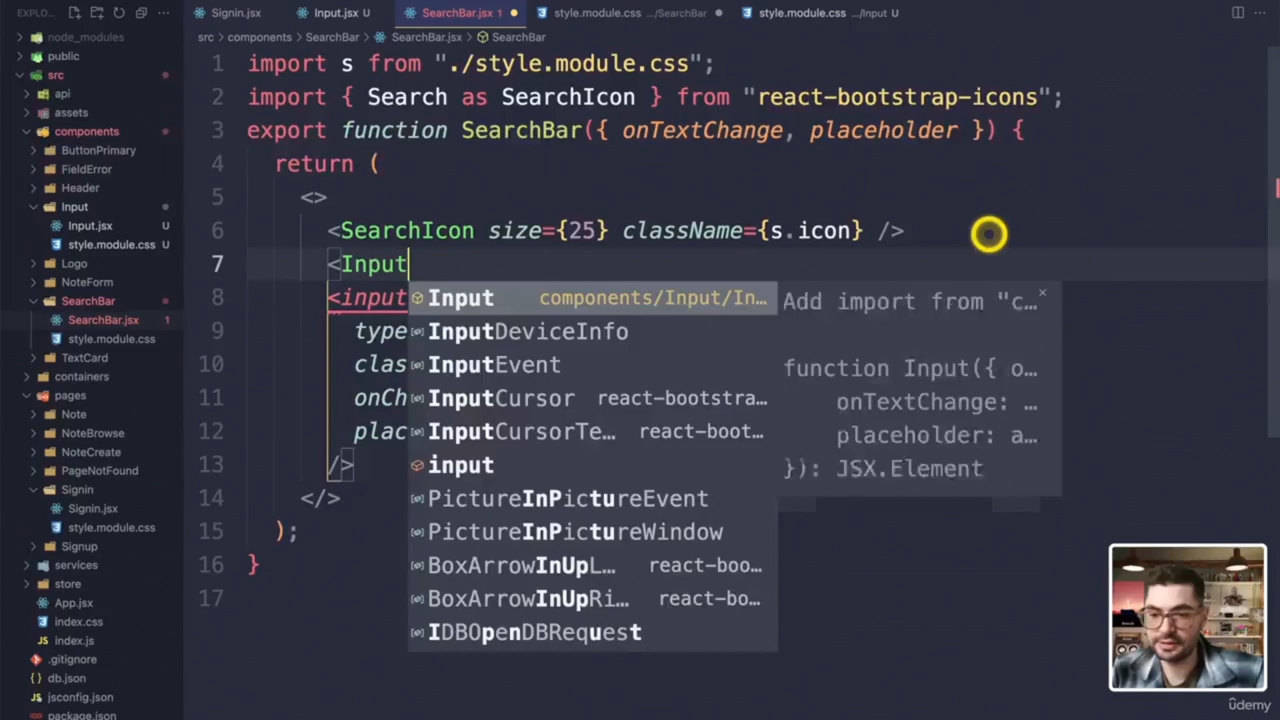 EXPLO...
Signin.jsx
Input.jsx U
SearchBar.jsx 1
style.module.css .../SearchBar
style.module.css .../Input U
node_modules
public
src
api
assets
components
ButtonPrimary
FieldError
Header
Input
Input.jsx U
style.module.css U
Logo
NoteForm
SearchBar
SearchBar.jsx 1
style.module.css
TextCard
containers
pages
Note
NoteBrowse
NoteCreate
PageNotFound
Signin
Signin.jsx
style.module.css
Signup
services
store
App.jsx
index.css
index.js
.gitignore
db.json
jsconfig.json
package.json
src > components > SearchBar > SearchBar.jsx > SearchBar
1 import s from "./style.module.css";
2 import { Search as SearchIcon } from "react-bootstrap-icons";
3 export function SearchBar({ onTextChange, placeholder }) {
4 return (
5 <>
6 <SearchIcon size={25} className={s.icon} />
7 <Input
8 <input
9 type
10 clas
11 onCh
12 plac
13 />
14 </>
15 );
16 }
17
Input components/Input/In...
InputDeviceInfo
InputEvent
InputCursor react-bootstra...
InputCursorTe... react-boot...
input
PictureInPictureEvent
PictureInPictureWindow
BoxArrowInUpL... react-boo...
BoxArrowInUpRi... react-bo...
IDBOpenDBRequest
Add import from "c...
function Input({ o...
onTextChange: ...
placeholder: a...
}): JSX.Element
ûdemy